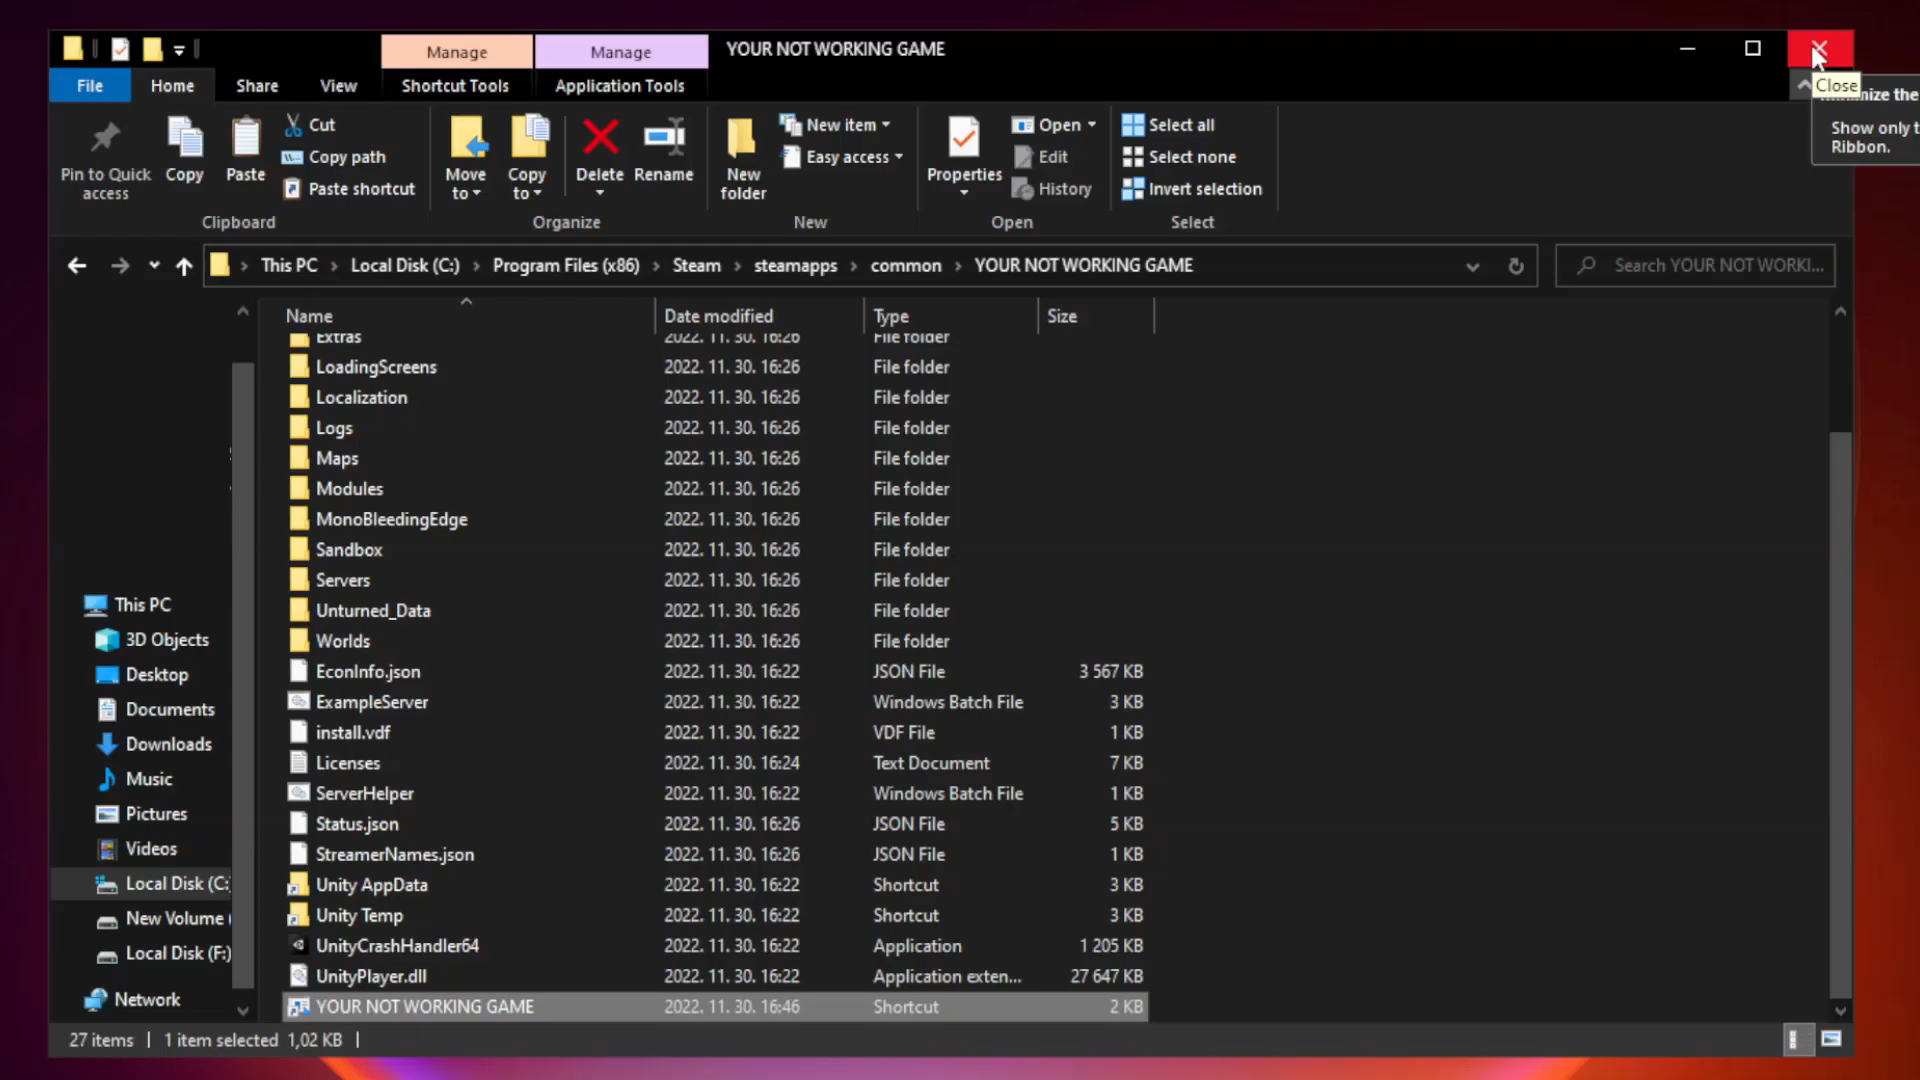 Manage
Manage
YOUR NOT WORKING GAME
Close
File
Home
Share
View
Shortcut Tools
Application Tools
Show only t
Ribbon.
Pin to Quick access
Copy
Paste
Cut
Copy path
Paste shortcut
Clipboard
Move to
Copy to
Delete
Rename
Organize
New folder
New item
Easy access
New
Properties
Open
Edit
History
Open
Select all
Select none
Invert selection
Select
This PC
Local Disk (C:)
Program Files (x86)
Steam
steamapps
common
YOUR NOT WORKING GAME
Search YOUR NOT WORKI...
Name Date modified Type Size
Extras 2022. 11. 30. 16:26 File folder
LoadingScreens 2022. 11. 30. 16:26 File folder
Localization 2022. 11. 30. 16:26 File folder
Logs 2022. 11. 30. 16:26 File folder
Maps 2022. 11. 30. 16:26 File folder
Modules 2022. 11. 30. 16:26 File folder
MonoBleedingEdge 2022. 11. 30. 16:26 File folder
Sandbox 2022. 11. 30. 16:26 File folder
Servers 2022. 11. 30. 16:26 File folder
Unturned_Data 2022. 11. 30. 16:26 File folder
Worlds 2022. 11. 30. 16:26 File folder
EconInfo.json 2022. 11. 30. 16:22 JSON File 3 567 KB
ExampleServer 2022. 11. 30. 16:22 Windows Batch File 3 KB
install.vdf 2022. 11. 30. 16:22 VDF File 1 KB
Licenses 2022. 11. 30. 16:24 Text Document 7 KB
ServerHelper 2022. 11. 30. 16:22 Windows Batch File 1 KB
Status.json 2022. 11. 30. 16:26 JSON File 5 KB
StreamerNames.json 2022. 11. 30. 16:26 JSON File 1 KB
Unity AppData 2022. 11. 30. 16:22 Shortcut 3 KB
Unity Temp 2022. 11. 30. 16:22 Shortcut 3 KB
UnityCrashHandler64 2022. 11. 30. 16:22 Application 1 205 KB
UnityPlayer.dll 2022. 11. 30. 16:22 Application exten... 27 647 KB
YOUR NOT WORKING GAME 2022. 11. 30. 16:46 Shortcut 2 KB
This PC
3D Objects
Desktop
Documents
Downloads
Music
Pictures
Videos
Local Disk (C:
New Volume (
Local Disk (F:)
Network
27 items
1 item selected 1,02 KB